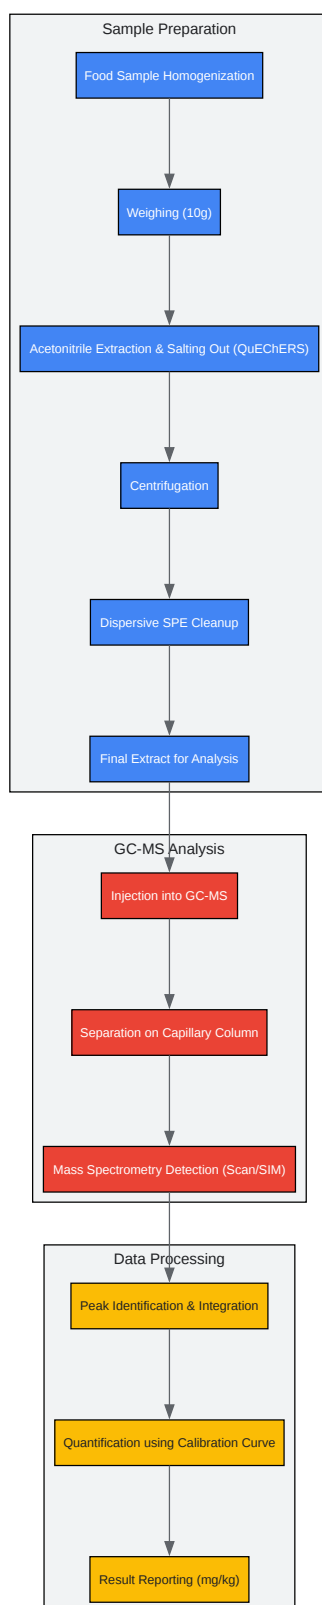 Sample Preparation
Food Sample Homogenization
Weighing (10g)
Acetonitrile Extraction & Salting Out (QuEChERS)
Centrifugation
Dispersive SPE Cleanup
Final Extract for Analysis
GC-MS Analysis
Injection into GC-MS
Separation on Capillary Column
Mass Spectrometry Detection (Scan/SIM)
Data Processing
Peak Identification & Integration
Quantification using Calibration Curve
Result Reporting (mg/kg)